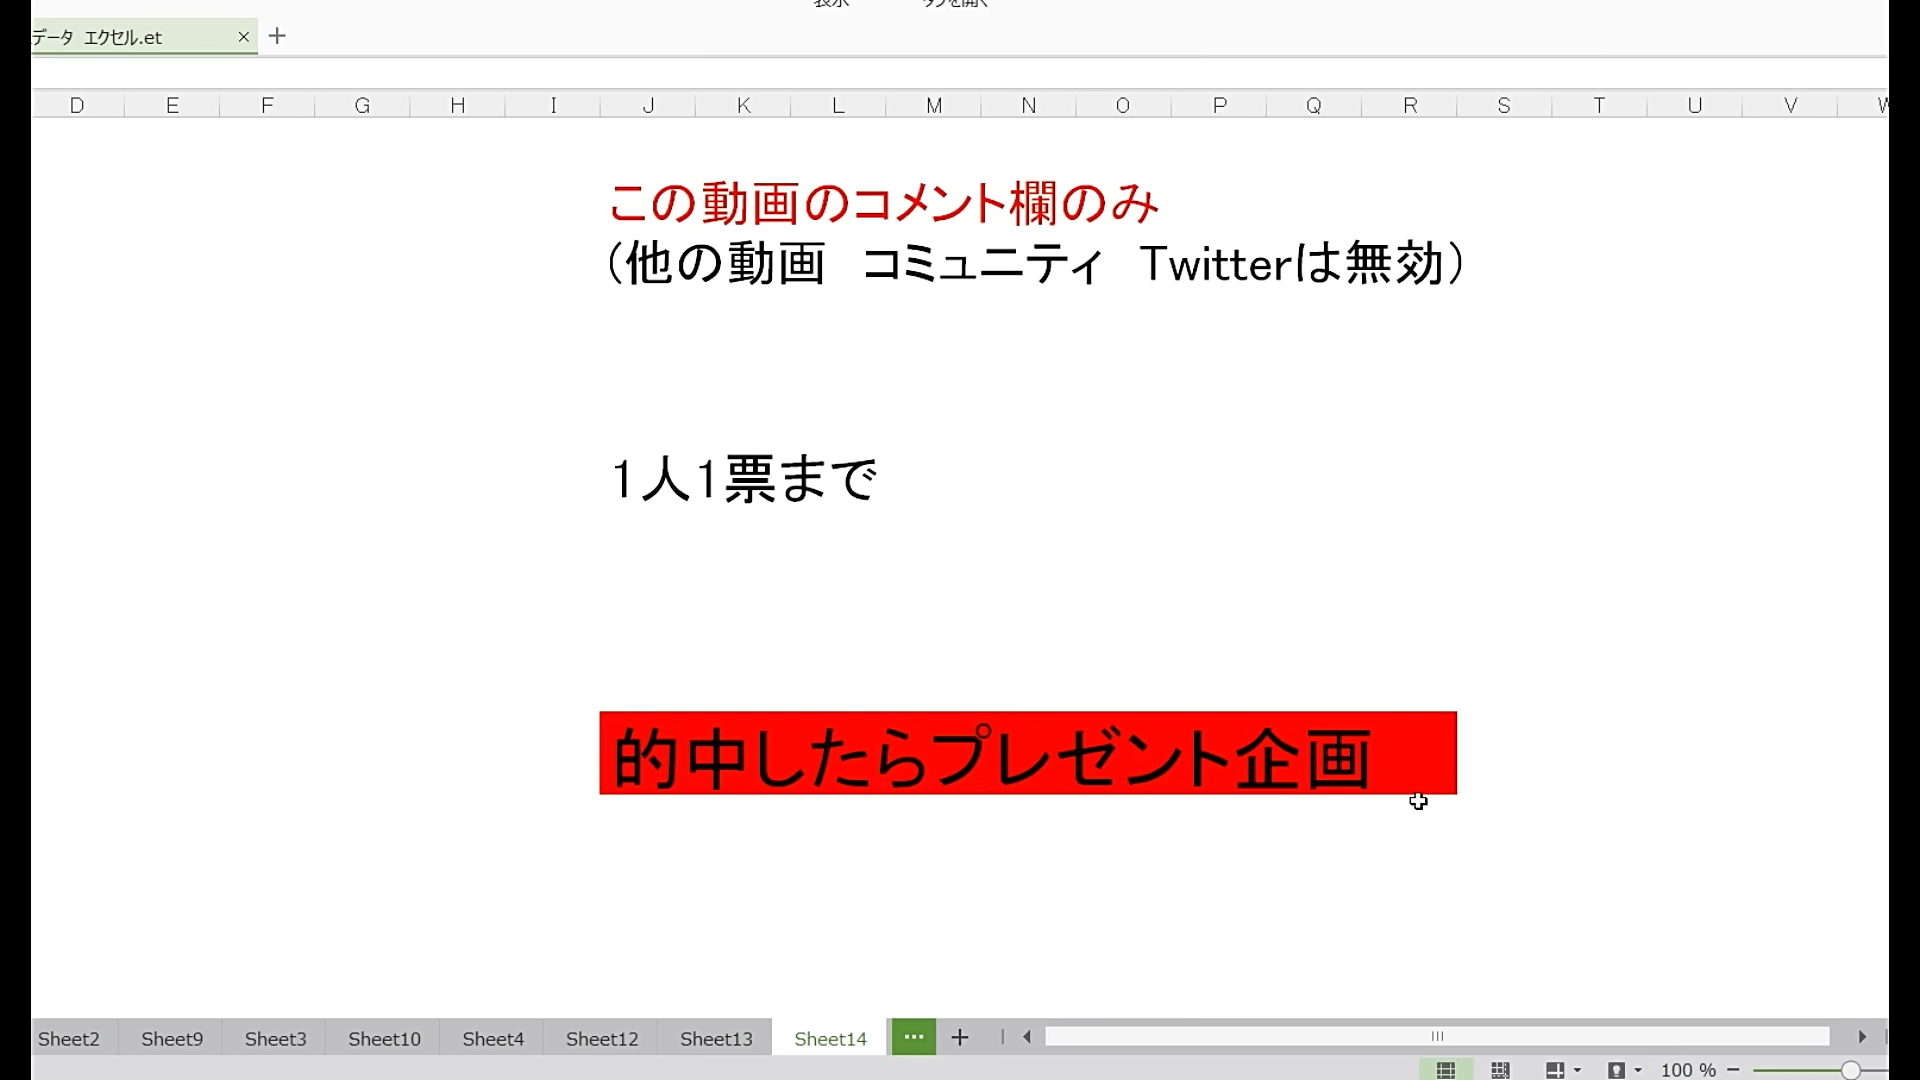 データ エクセル.et × +
D E F G H I J K L M N O P Q R S T U V
この動画のコメント欄のみ
(他の動画 コミュニティ Twitterは無効)
1人1票まで
的中したらプレゼント企画
Sheet2 Sheet9 Sheet3 Sheet10 Sheet4 Sheet12 Sheet13 Sheet14 ... +
100 %